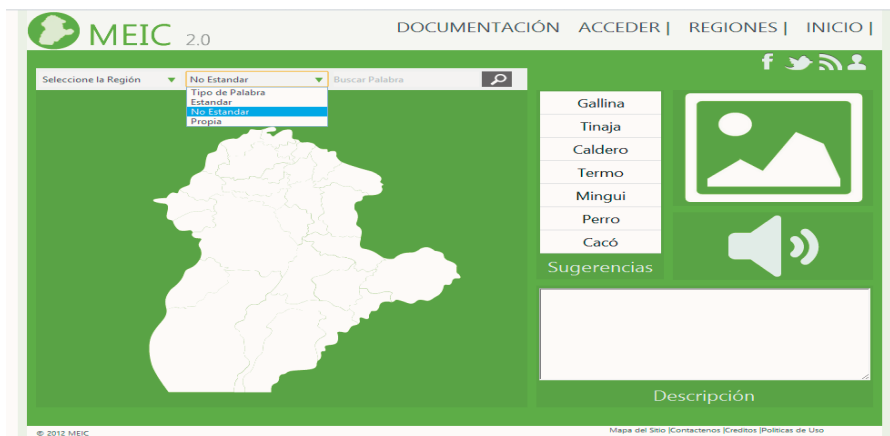 MEIC 2.0
DOCUMENTACIÓN ACCEDER | REGIONES | INICIO |
Seleccione la Región
No Estandar
Buscar Palabra
Tipo de Palabra
Estandar
No Estandar
Propia
Gallina
Tinaja
Caldero
Termo
Mingui
Perro
Cacó
Sugerencias
Descripción
© 2012 MEIC
Mapa del Sitio |Contactenos |Creditos |Politicas de Uso